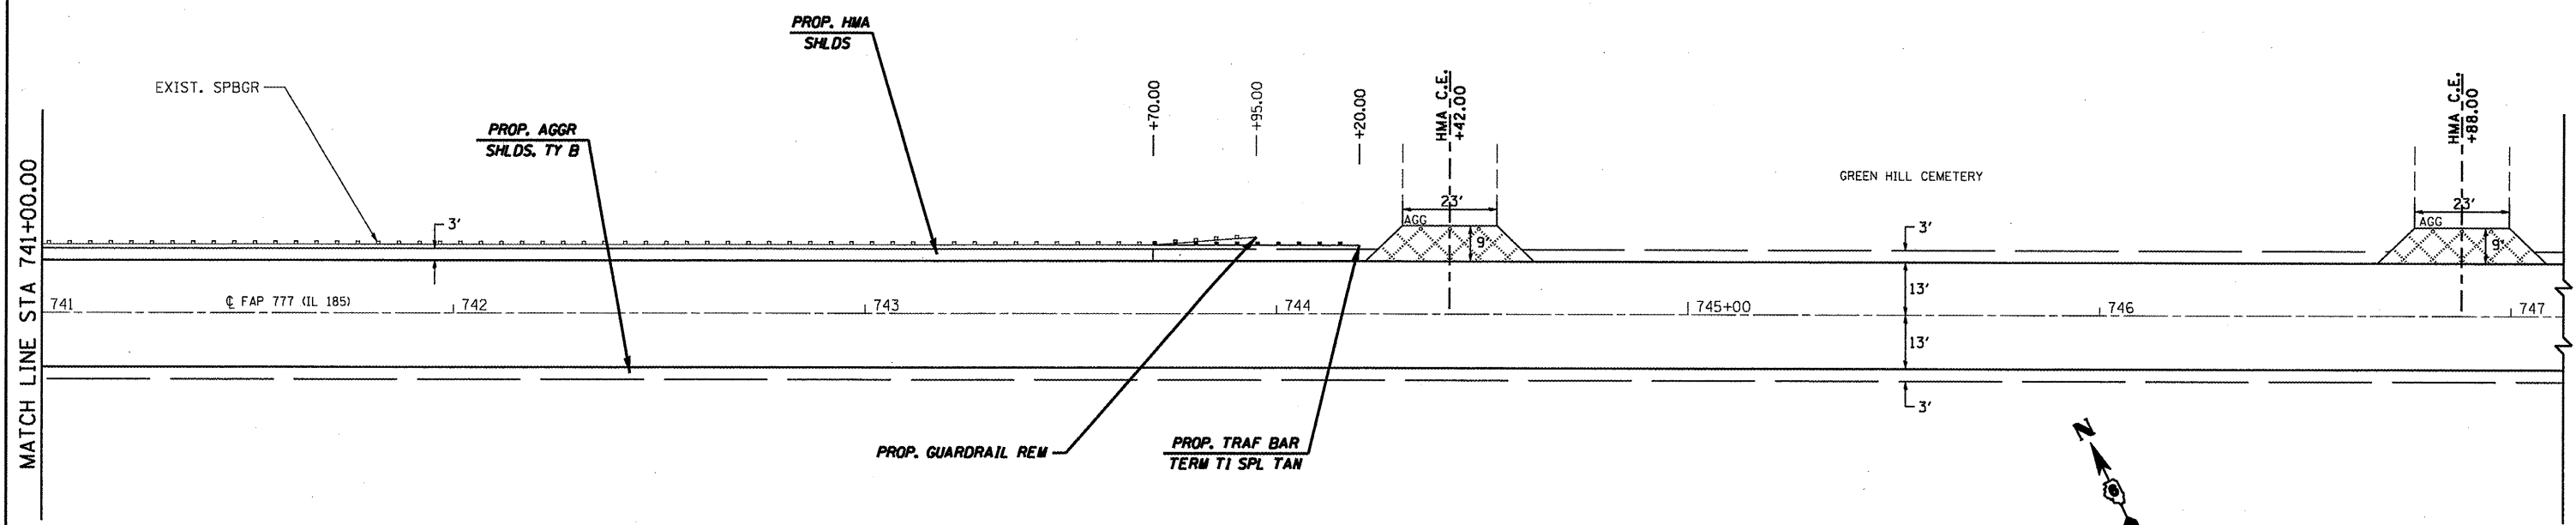 PROP. HMA
SHLDS
EXIST. SPBGR
PROP. AGGR
SHLDS. TY B
+70.00
+95.00
+20.00
HMA C.E.
+42.00
HMA C.E.
+88.00
GREEN HILL CEMETERY
MATCH LINE STA 741+00.00
3'
23'
AGG
9'
3'
23'
AGG
9'
741
℄ FAP 777 (IL 185)
742
743
744
745+00
746
747
13'
13'
3'
PROP. GUARDRAIL REM
PROP. TRAF BAR
TERM T1 SPL TAN
N